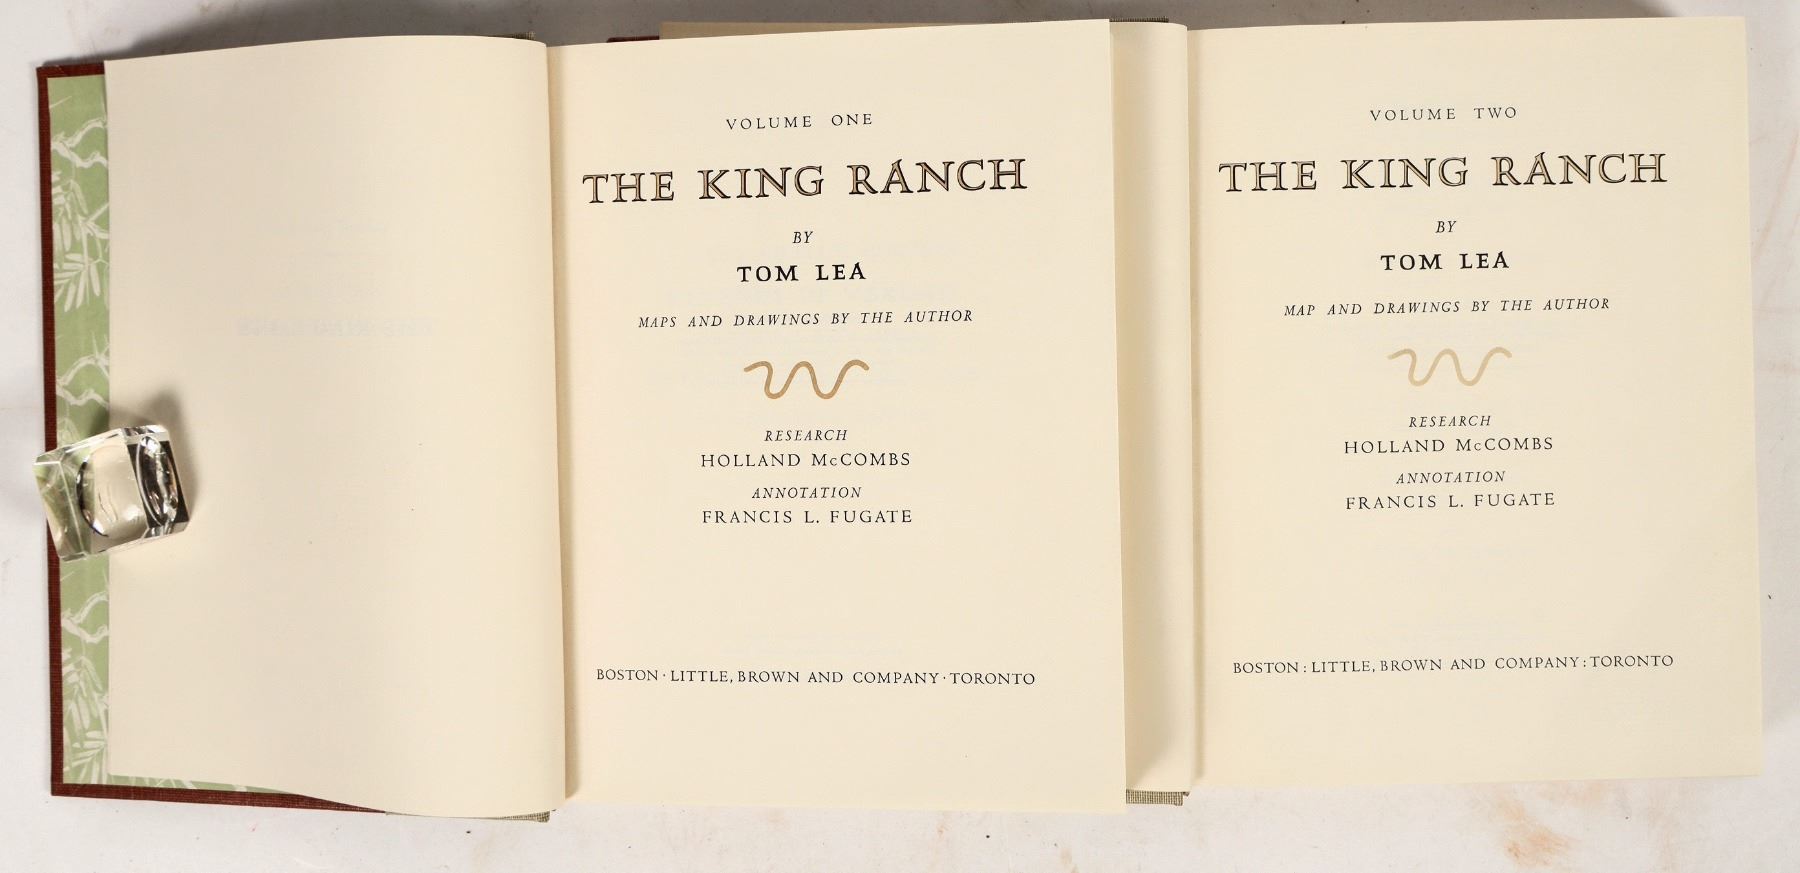 VOLUME ONE
THE KING RANCH
BY
TOM LEA
MAPS AND DRAWINGS BY THE AUTHOR
RESEARCH
HOLLAND McCOMBS
ANNOTATION
FRANCIS L. FUGATE
BOSTON · LITTLE, BROWN AND COMPANY · TORONTO
VOLUME TWO
THE KING RANCH
BY
TOM LEA
MAP AND DRAWINGS BY THE AUTHOR
RESEARCH
HOLLAND McCOMBS
ANNOTATION
FRANCIS L. FUGATE
BOSTON : LITTLE, BROWN AND COMPANY : TORONTO